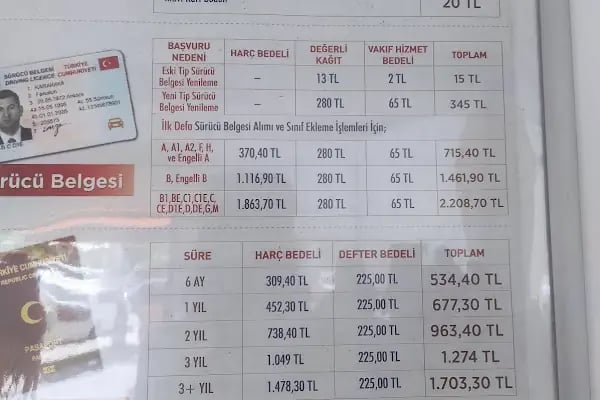 20 TL
TÜRKİYE
SÜRÜCÜ BELGESİ CUMHURİYETİ
DRIVING LICENCE
BAŞVURU NEDENİ HARÇ BEDELİ DEĞERLİ KAĞIT VAKIF HİZMET BEDELİ TOPLAM
Eski Tip Sürücü Belgesi Yenileme – 13 TL 2 TL 15 TL
Yeni Tip Sürücü Belgesi Yenileme – 280 TL 65 TL 345 TL
İlk Defa Sürücü Belgesi Alımı ve Sınıf Ekleme İşlemleri İçin;
A, A1, A2, F, H, ve Engelli A 370,40 TL 280 TL 65 TL 715,40 TL
B, Engelli B 1.116,90 TL 280 TL 65 TL 1.461,90 TL
B1,BE,C1,C1E,C, CE,D1E,D,DE,G,M 1.863,70 TL 280 TL 65 TL 2.208,70 TL
rücü Belgesi
SÜRE HARÇ BEDELİ DEFTER BEDELİ TOPLAM
6 AY 309,40 TL 225,00 TL 534,40 TL
1 YIL 452,30 TL 225,00 TL 677,30 TL
2 YIL 738,40 TL 225,00 TL 963,40 TL
3 YIL 1.049 TL 225,00 TL 1.274 TL
3+ YIL 1.478,30 TL 225,00 TL 1.703,30 TL